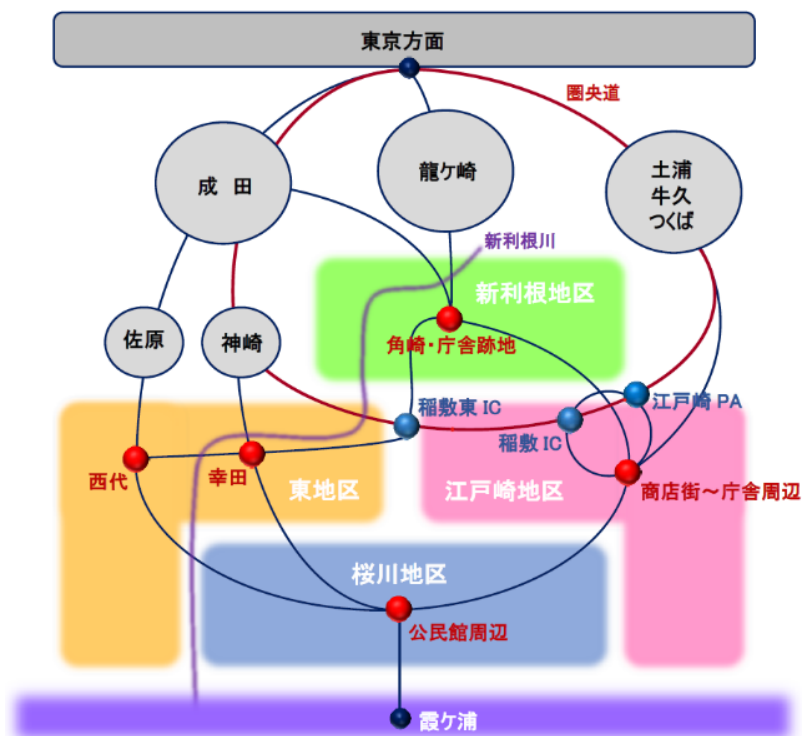 東京方面
圏央道
成　田
龍ケ崎
土浦
牛久
つくば
新利根川
新利根地区
佐原
神崎
角崎・庁舎跡地
稲敷東 IC
稲敷 IC
江戸崎 PA
西代
幸田
東地区
江戸崎地区
商店街～庁舎周辺
桜川地区
公民館周辺
霞ケ浦